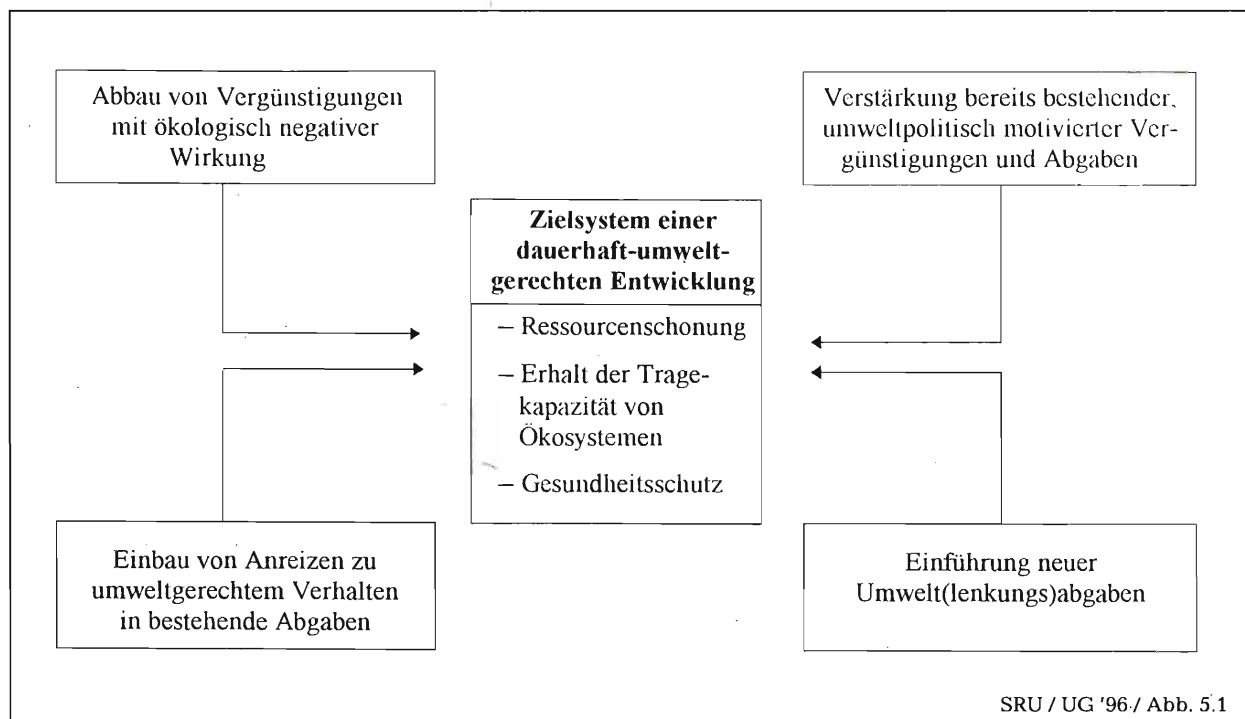 Abbau von Vergünstigungen
mit ökologisch negativer
Wirkung
Verstärkung bereits bestehender,
umweltpolitisch motivierter Ver-
günstigungen und Abgaben
Zielsystem einer
dauerhaft-umwelt-
gerechten Entwicklung
– Ressourcenschonung
– Erhalt der Trage-
kapazität von
Ökosystemen
– Gesundheitsschutz
Einbau von Anreizen zu
umweltgerechtem Verhalten
in bestehende Abgaben
Einführung neuer
Umwelt(lenkungs)abgaben
SRU / UG '96 / Abb. 5.1